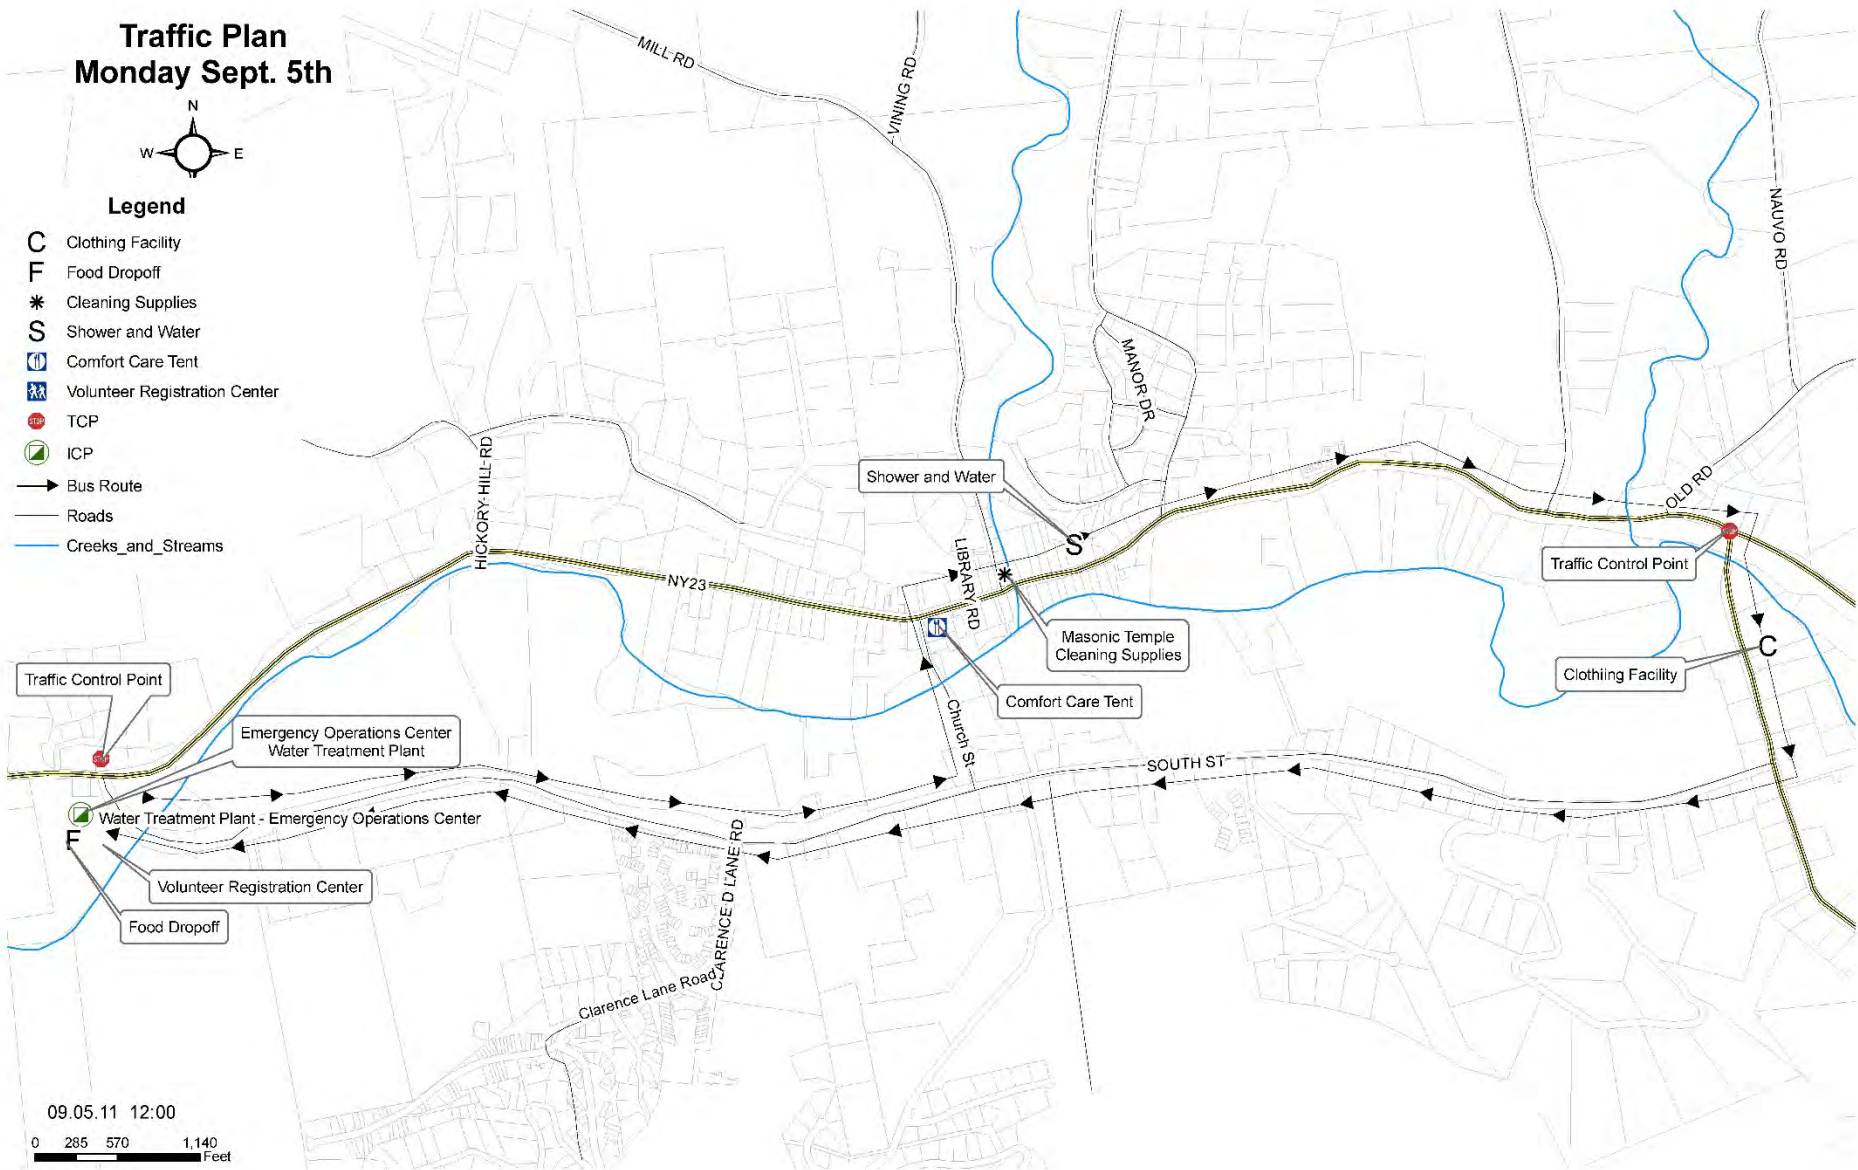 Traffic Plan
Monday Sept. 5th
N
W
E
Legend
C Clothing Facility
F Food Dropoff
Cleaning Supplies
S Shower and Water
Comfort Care Tent
Volunteer Registration Center
STOP TCP
ICP
Bus Route
Roads
Creeks_and_Streams
MILL RD
VINING RD
NAUVO RD
MANOR DR
HICKORY HILL RD
Shower and Water
S
OLD RD
Traffic Control Point
LIBRARY RD
NY23
Masonic Temple
Cleaning Supplies
C
Clothiing Facility
Comfort Care Tent
Church St
Traffic Control Point
Emergency Operations Center
Water Treatment Plant
SOUTH ST
Water Treatment Plant - Emergency Operations Center
F
Volunteer Registration Center
Food Dropoff
CLARENCE D LANE RD
Clarence Lane Road
09.05.11 12:00
0 285 570 1,140
Feet